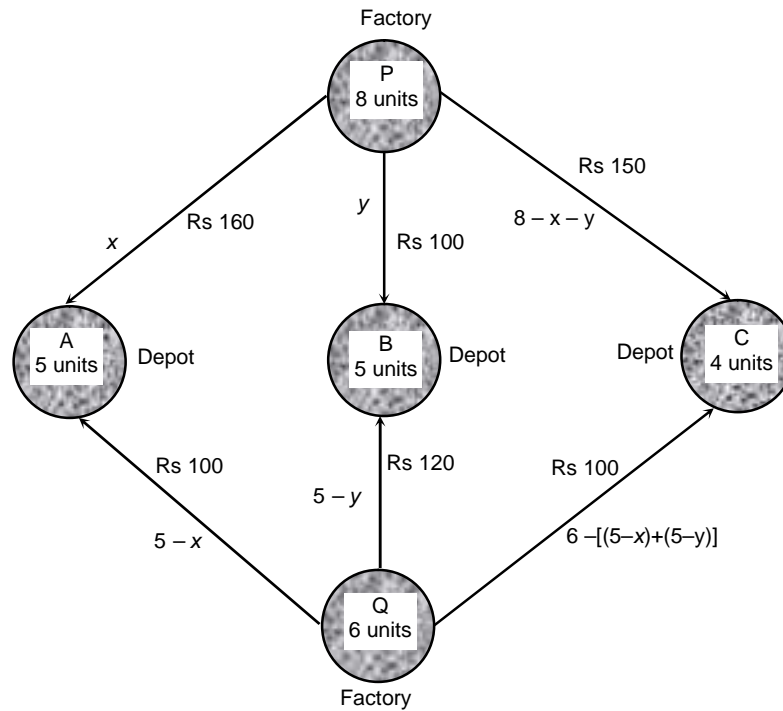 Factory
P
8 units
Rs 150
y
8 – x – y
x
Rs 160
Rs 100
A
5 units
Depot
B
5 units
Depot
Depot
C
4 units
Rs 100
Rs 120
Rs 100
5 – y
5 – x
6 –[(5–x)+(5–y)]
Q
6 units
Factory